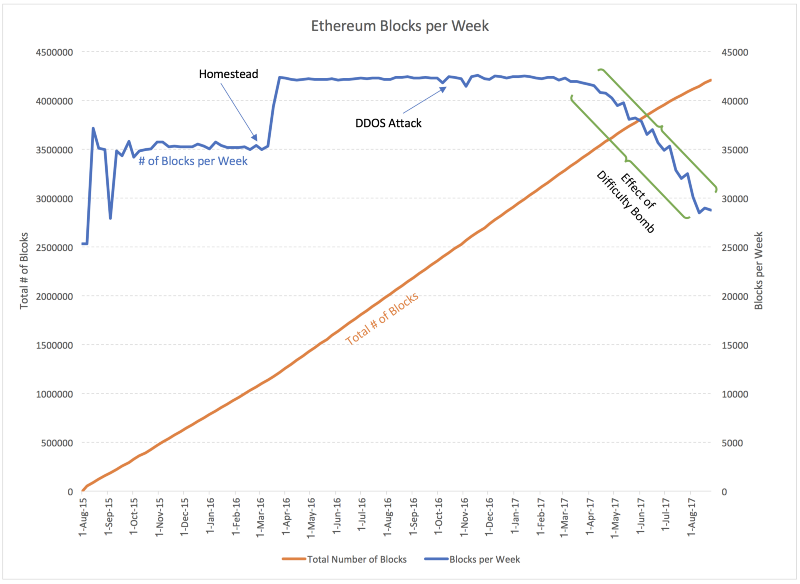 Ethereum Blocks per Week
4500000
4000000
3500000
3000000
2500000
2000000
1500000
1000000
500000
0
Total # of Blcoks
Homestead
# of Blocks per Week
DDOS Attack
Effect of
Difficulty Bomb
Total # of Blocks
45000
40000
35000
30000
25000
20000
15000
10000
5000
0
Blocks per Week
1-Aug-15
1-Sep-15
1-Oct-15
1-Nov-15
1-Dec-15
1-Jan-16
1-Feb-16
1-Mar-16
1-Apr-16
1-May-16
1-Jun-16
1-Jul-16
1-Aug-16
1-Sep-16
1-Oct-16
1-Nov-16
1-Dec-16
1-Jan-17
1-Feb-17
1-Mar-17
1-Apr-17
1-May-17
1-Jun-17
1-Jul-17
1-Aug-17
Total Number of Blocks
Blocks per Week